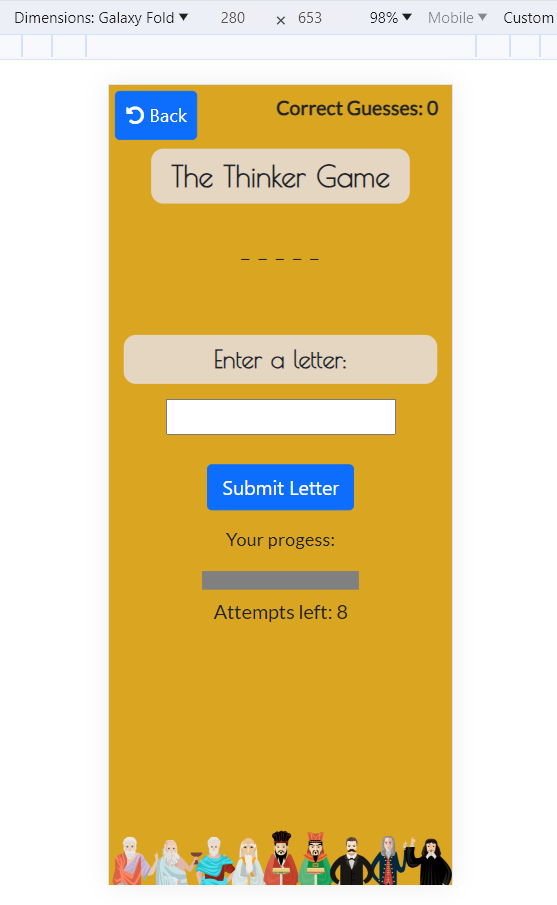 Dimensions: Galaxy Fold ▼ 280 × 653 98% ▼ Mobile ▼ Custom
Back
Correct Guesses: 0
The Thinker Game
_ _ _ _ _
Enter a letter:
Submit Letter
Your progess:
Attempts left: 8